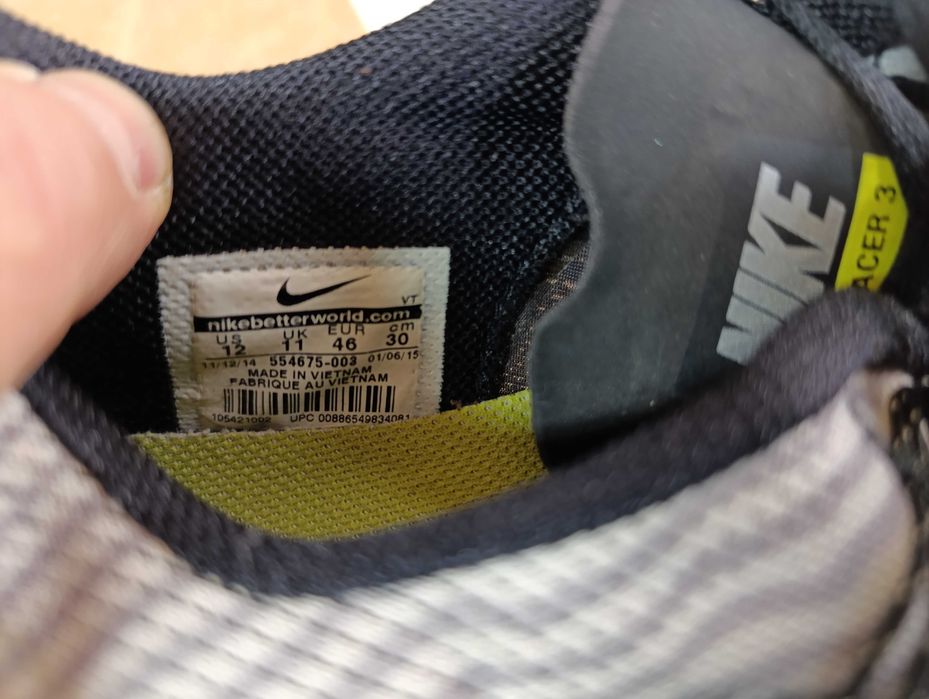 VT
nikebetterworld.com
US UK EUR cm
12 11 46 30
11/12/14 554675-003 01/06/15
MADE IN VIETNAM
FABRIQUE AU VIETNAM
105421002 UPC 00886549834081
NIKE
ACER 3